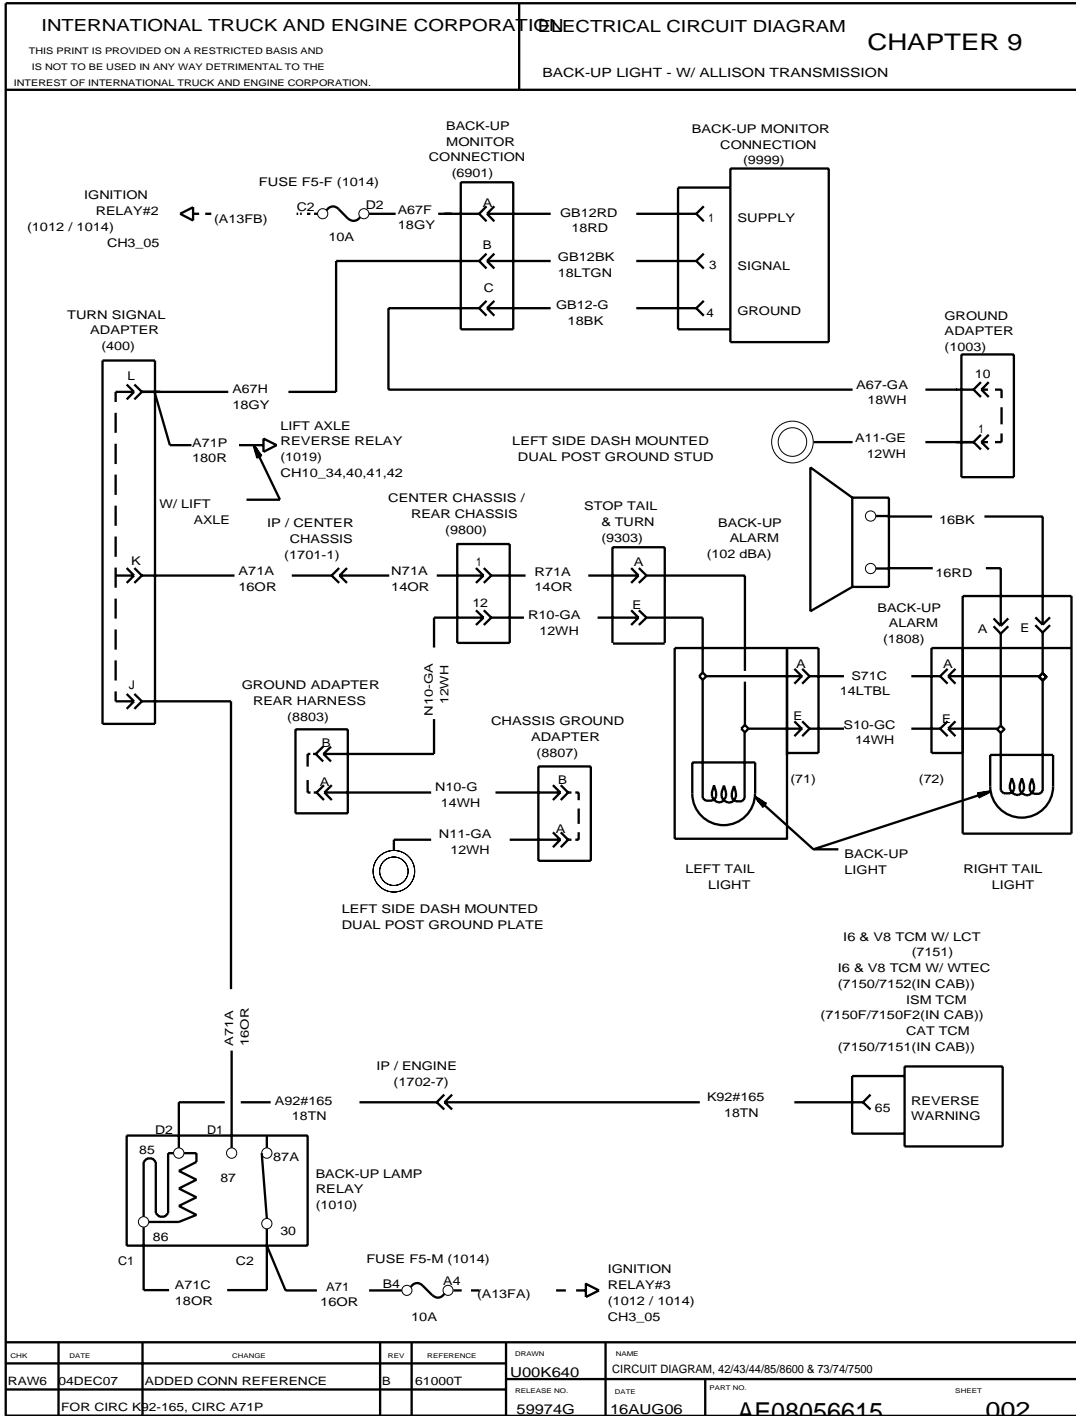 INTERNATIONAL TRUCK AND ENGINE CORPORATION
THIS PRINT IS PROVIDED ON A RESTRICTED BASIS AND
IS NOT TO BE USED IN ANY WAY DETRIMENTAL TO THE
INTEREST OF INTERNATIONAL TRUCK AND ENGINE CORPORATION.
ELECTRICAL CIRCUIT DIAGRAM
CHAPTER 9
BACK-UP LIGHT - W/ ALLISON TRANSMISSION
BACK-UP
MONITOR
CONNECTION
(6901)
BACK-UP MONITOR
CONNECTION
(9999)
IGNITION
RELAY#2
(1012 / 1014)
CH3_05
(A13FB)
FUSE F5-F (1014)
C2
D2
10A
A67F
18GY
A
GB12RD
18RD
1
SUPPLY
B
GB12BK
18LTGN
3
SIGNAL
C
GB12-G
18BK
4
GROUND
TURN SIGNAL
ADAPTER
(400)
GROUND
ADAPTER
(1003)
L
A67H
18GY
A67-GA
18WH
10
A71P
180R
LIFT AXLE
REVERSE RELAY
(1019)
CH10_34,40,41,42
LEFT SIDE DASH MOUNTED
DUAL POST GROUND STUD
A11-GE
12WH
1
W/ LIFT
AXLE
IP / CENTER
CHASSIS
(1701-1)
CENTER CHASSIS /
REAR CHASSIS
(9800)
STOP TAIL
& TURN
(9303)
BACK-UP
ALARM
(102 dBA)
16BK
16RD
K
A71A
16OR
N71A
14OR
1
R71A
14OR
A
12
R10-GA
12WH
E
BACK-UP
ALARM
(1808)
A
E
N10-GA
12WH
J
GROUND ADAPTER
REAR HARNESS
(8803)
B
A
CHASSIS GROUND
ADAPTER
(8807)
A
S71C
14LTBL
A
E
S10-GC
14WH
E
(71)
(72)
N10-G
14WH
B
N11-GA
12WH
A
LEFT SIDE DASH MOUNTED
DUAL POST GROUND PLATE
LEFT TAIL
LIGHT
BACK-UP
LIGHT
RIGHT TAIL
LIGHT
I6 & V8 TCM W/ LCT
(7151)
I6 & V8 TCM W/ WTEC
(7150/7152(IN CAB))
ISM TCM
(7150F/7150F2(IN CAB))
CAT TCM
(7150/7151(IN CAB))
A71A
16OR
IP / ENGINE
(1702-7)
A92#165
18TN
K92#165
18TN
65
REVERSE
WARNING
D2
D1
85
87
87A
86
30
BACK-UP LAMP
RELAY
(1010)
C1
C2
A71C
18OR
A71
16OR
FUSE F5-M (1014)
B4
A4
10A
(A13FA)
IGNITION
RELAY#3
(1012 / 1014)
CH3_05
CHK DATE CHANGE REV REFERENCE DRAWN NAME
RAW6 04DEC07 ADDED CONN REFERENCE B 61000T U00K640 CIRCUIT DIAGRAM, 42/43/44/85/8600 & 73/74/7500
FOR CIRC K92-165, CIRC A71P
RELEASE NO. DATE PART NO. SHEET
59974G 16AUG06 AE08056615 002